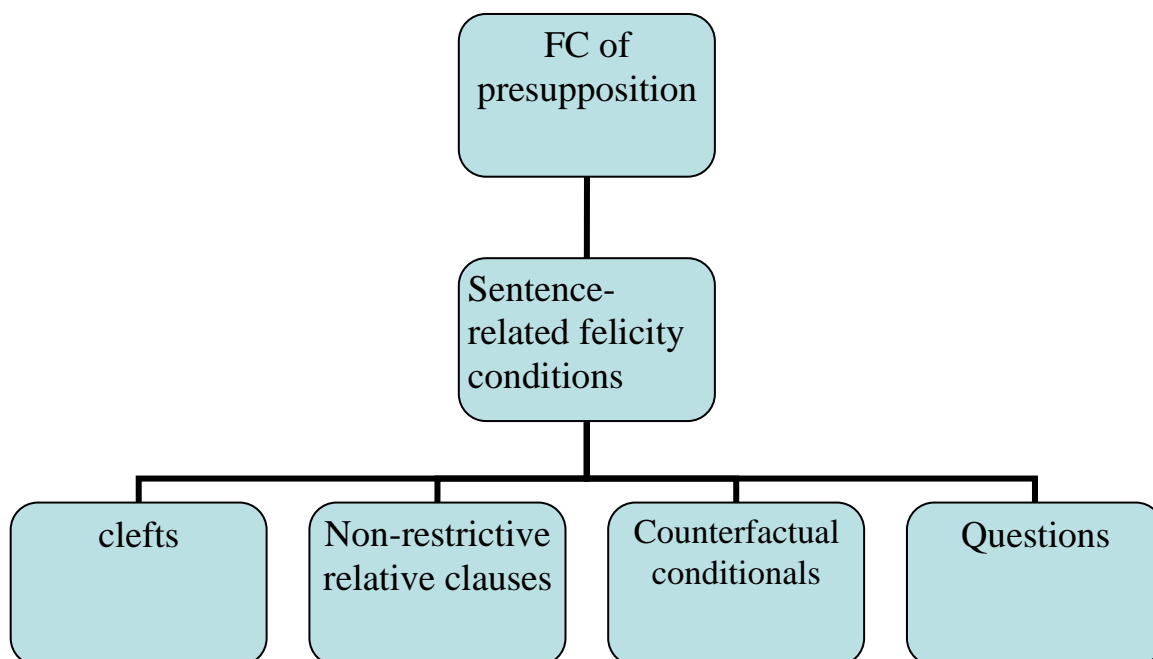 FC of
presupposition
Sentence-
related felicity
conditions
clefts
Non-restrictive
relative clauses
Counterfactual
conditionals
Questions